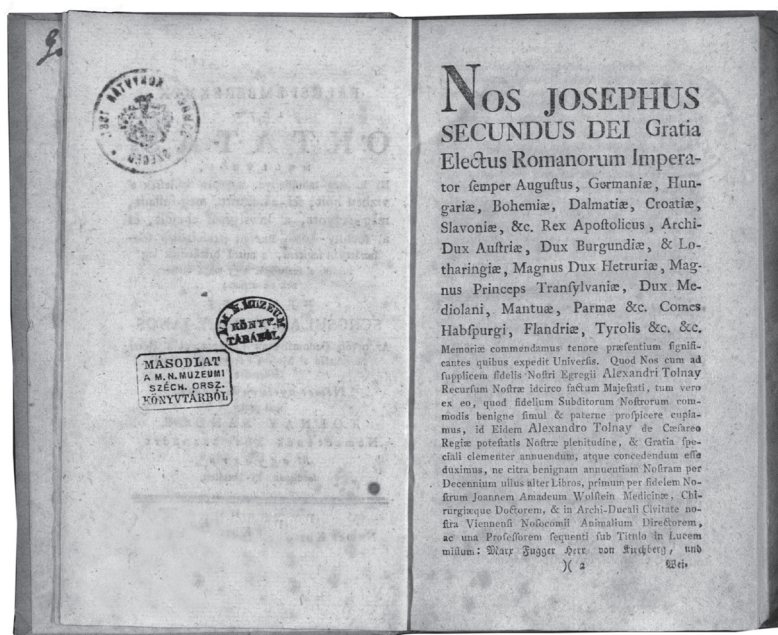 A M. N. MUZEUM
KÖNYV-
TÁRÁBÓL
MÁSODLAT
A M. N. MUZEUMI
SZÉCH. ORSZ.
KÖNYVTÁRBÓL
NOS JOSEPHUS
SECUNDUS DEI Gratia
Electus Romanorum Impera-
tor ſemper Auguſtus, Germaniæ, Hun-
gariæ, Bohemiæ, Dalmatiæ, Croatiæ,
Slavoniæ, &c. Rex Apoſtolicus, Archi-
Dux Auſtriæ, Dux Burgundiæ, & Lo-
tharingiæ, Magnus Dux Hetruriæ, Mag-
nus Princeps Tranſylvaniæ, Dux Me-
diolani, Mantuæ, Parmæ &c. Comes
Habſpurgi, Flandriæ, Tyrolis &c. &c.
Memoriæ commendamus tenore præſentium ſignifi-
cantes quibus expedit Univerſis. Quod Nos cum ad
ſupplicem fidelis Noſtri Egregii Alexandri Tolnay
Recurſum Noſtræ idcirco factum Majeſtati, tum vero
ex eo, quod fidelium Subditorum Noſtrorum com-
modis benigne ſimul & paterne proſpicere cupia-
mus, id Eidem Alexandro Tolnay de Cæſareo
Regiæ poteſtatis Noſtræ plenitudine, & Gratia ſpe-
ciali clementer annuendum, atque concedendum eſſe
duximus, ne citra benignam annuentiam Noſtram per
Decennium ullus alter Libros, primum per fidelem No-
ſtrum Joannem Amadeum Wolſtein Medicinæ, Chi-
rurgiæque Doctorem, & in Archi-Ducali Civitate no-
ſtra Viennenſi Noſocomii Animalium Directorem,
ac una Profeſſorem ſequenti ſub Titulo in Lucem
miſſum: Marx Fugger Herr von Kirchberg, und
)( 2 Wei-